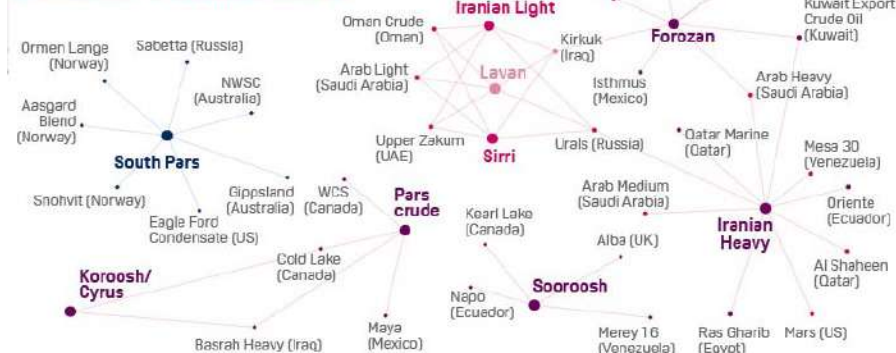 Iranian Light
Oman Crude
(Oman)
Kirkuk
(Iraq)
Forozan
Kuwait Export
Crude Oil
(Kuwait)
Ormen Lange
(Norway)
Sabetta (Russia)
NWSC
(Australia)
Arab Light
(Saudi Arabia)
Lavan
Isthmus
(Mexico)
Arab Heavy
(Saudi Arabia)
Aasgard
Blend
(Norway)
South Pars
Upper Zakum
(UAE)
Sirri
Urals (Russia)
Qatar Marine
(Qatar)
Mesa 30
(Venezuela)
Snohvit (Norway)
Eagle Ford
Condensate (US)
Gippsland
(Australia)
WCS
(Canada)
Pars
crude
Kearl Lake
(Canada)
Arab Medium
(Saudi Arabia)
Alba (UK)
Iranian
Heavy
Oriente
(Ecuador)
Al Shaheen
(Qatar)
Koroosh/
Cyrus
Cold Lake
(Canada)
Sooroosh
Napo
(Ecuador)
Basrah Heavy (Iraq)
Maya
(Mexico)
Merey 16
(Venezuela)
Ras Gharib
(Egypt)
Mars (US)